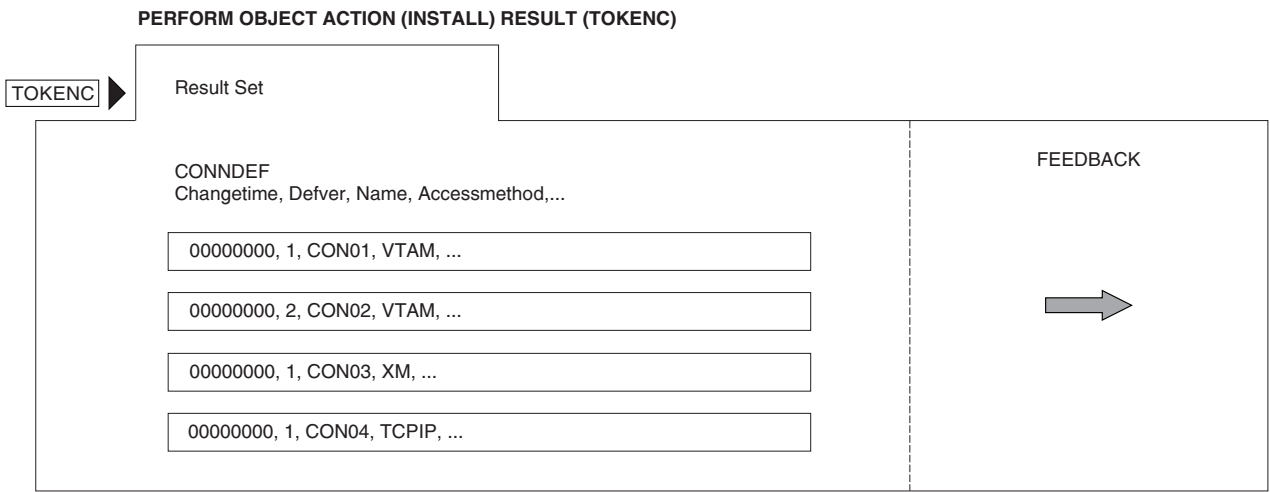 PERFORM OBJECT ACTION (INSTALL) RESULT (TOKENC)
TOKENC
Result Set
CONNDEF
Changetime, Defver, Name, Accessmethod,...
00000000, 1, CON01, VTAM, ...
00000000, 2, CON02, VTAM, ...
00000000, 1, CON03, XM, ...
00000000, 1, CON04, TCPIP, ...
FEEDBACK